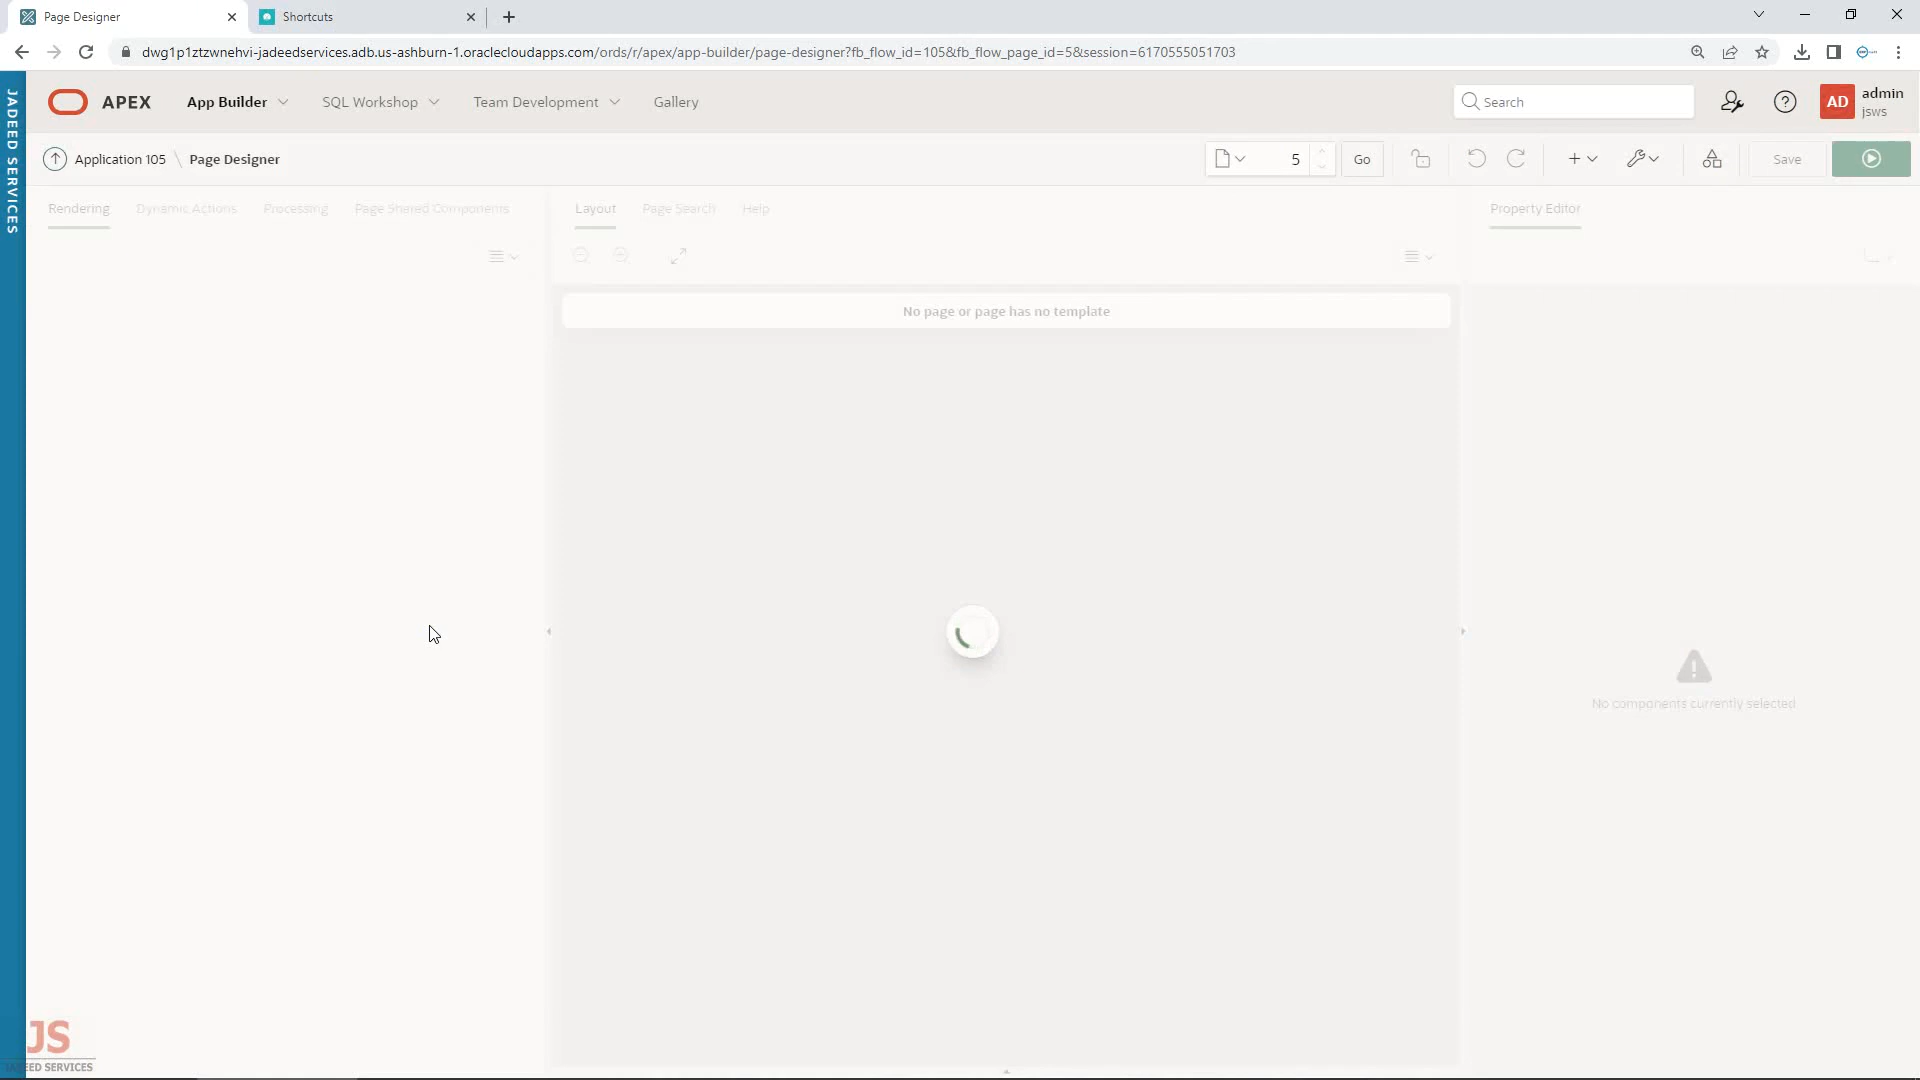 Page Designer
Shortcuts
dwg1p1ztzwnehvi-jadeedservices.adb.us-ashburn-1.oraclecloudapps.com/ords/r/apex/app-builder/page-designer?fb_flow_id=105&fb_flow_page_id=5&session=6170555051703
JADEED SERVICES
APEX
App Builder
SQL Workshop
Team Development
Gallery
Search
AD
admin
jsws
Application 105 \ Page Designer
5
Go
Save
Rendering
Dynamic Actions
Processing
Page Shared Components
Layout
Page Search
Help
Property Editor
No page or page has no template
No components currently selected
JS
JADEED SERVICES